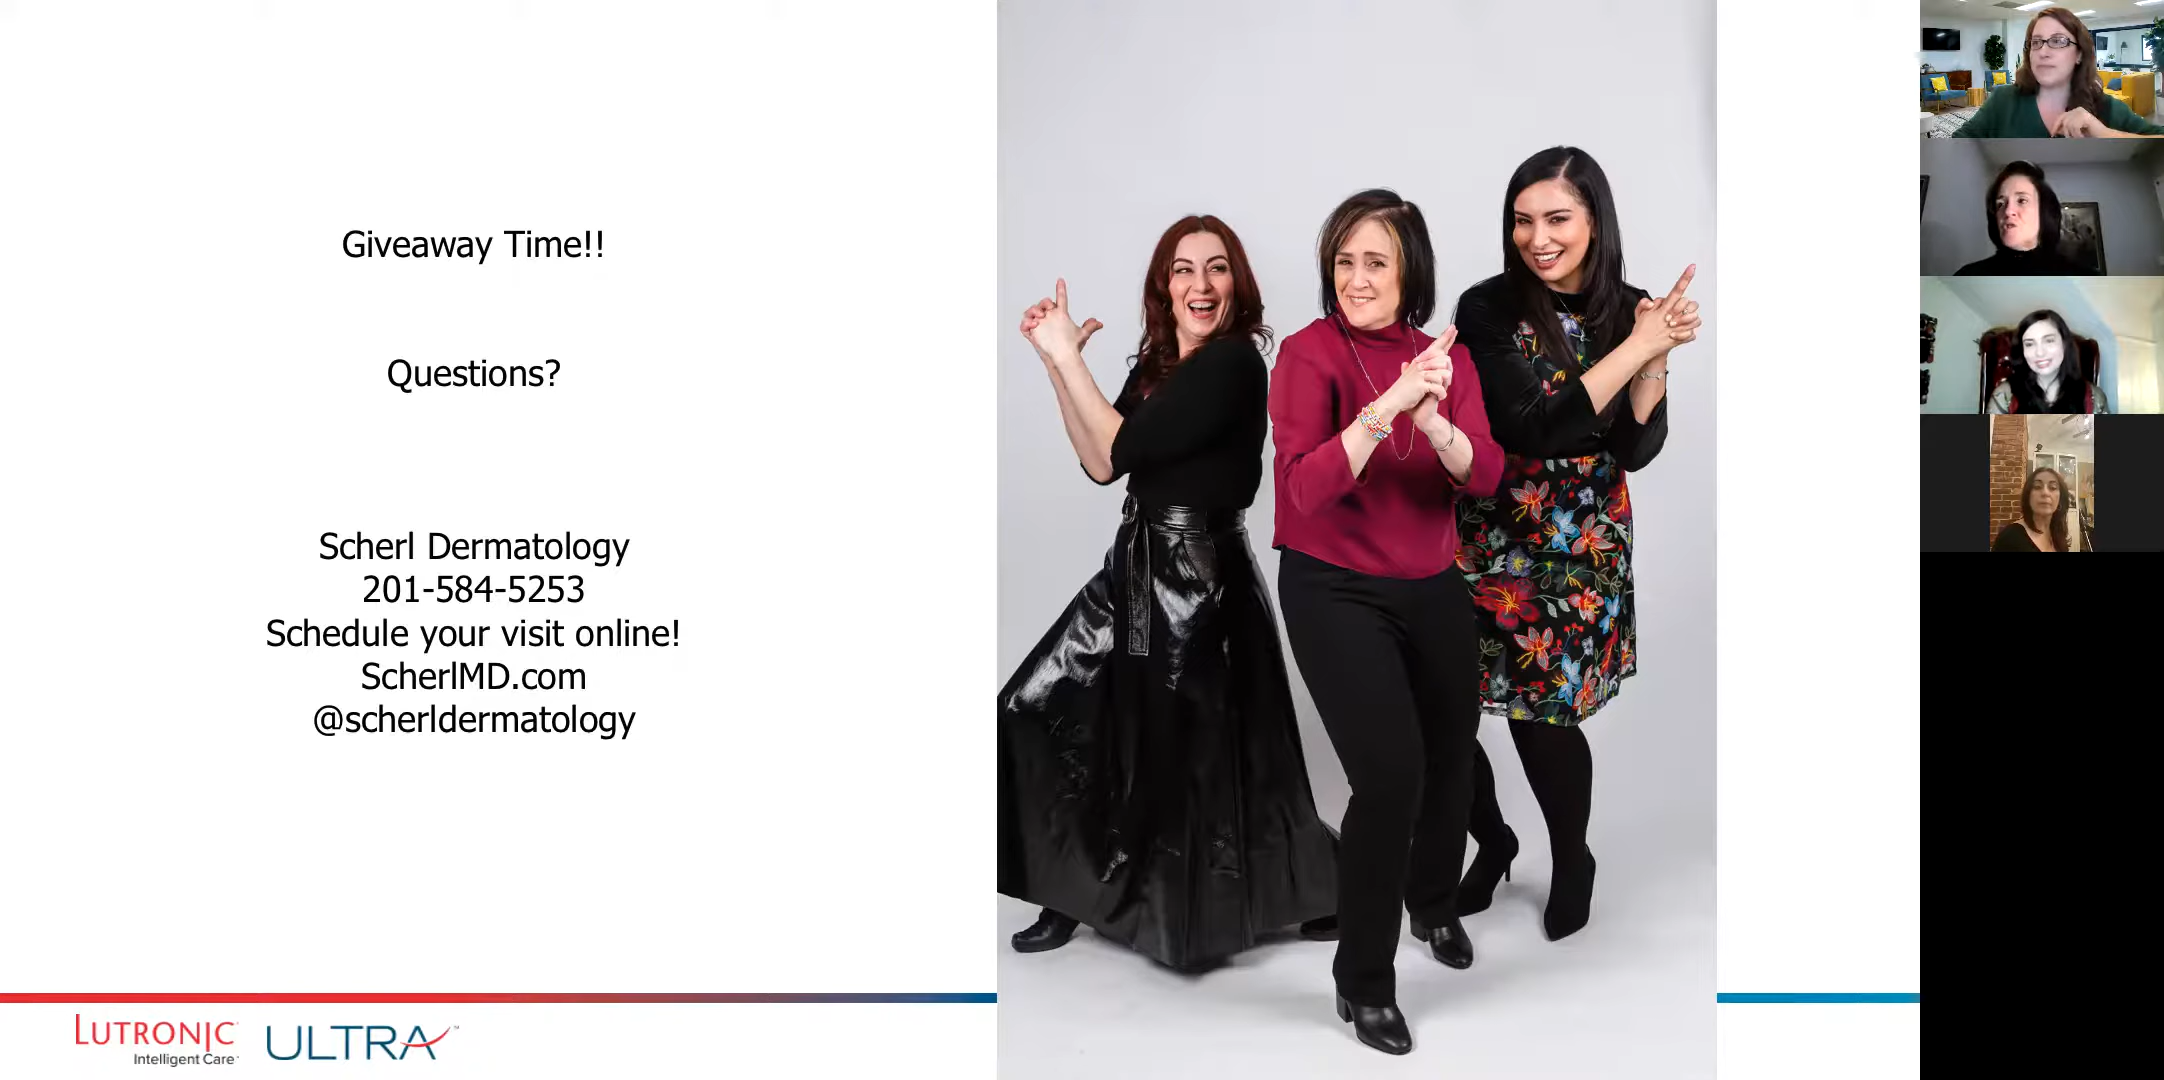 Giveaway Time!!
Questions?
Scherl Dermatology
201-584-5253
Schedule your visit online!
ScherlMD.com
@scherldermatology
LUTRONIC
Intelligent Care
ULTRA